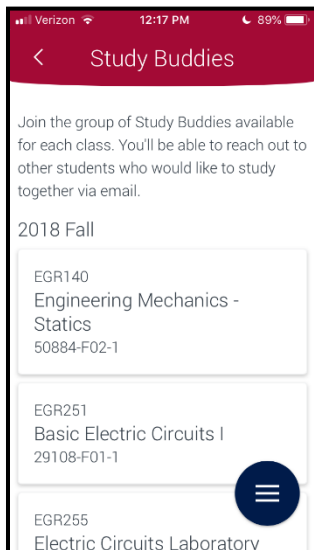 Verizon 12:17 PM 89%
Study Buddies
Join the group of Study Buddies available
for each class. You'll be able to reach out to
other students who would like to study
together via email.
2018 Fall
EGR140
Engineering Mechanics -
Statics
50884-F02-1
EGR251
Basic Electric Circuits I
29108-F01-1
EGR255
Electric Circuits Laboratory